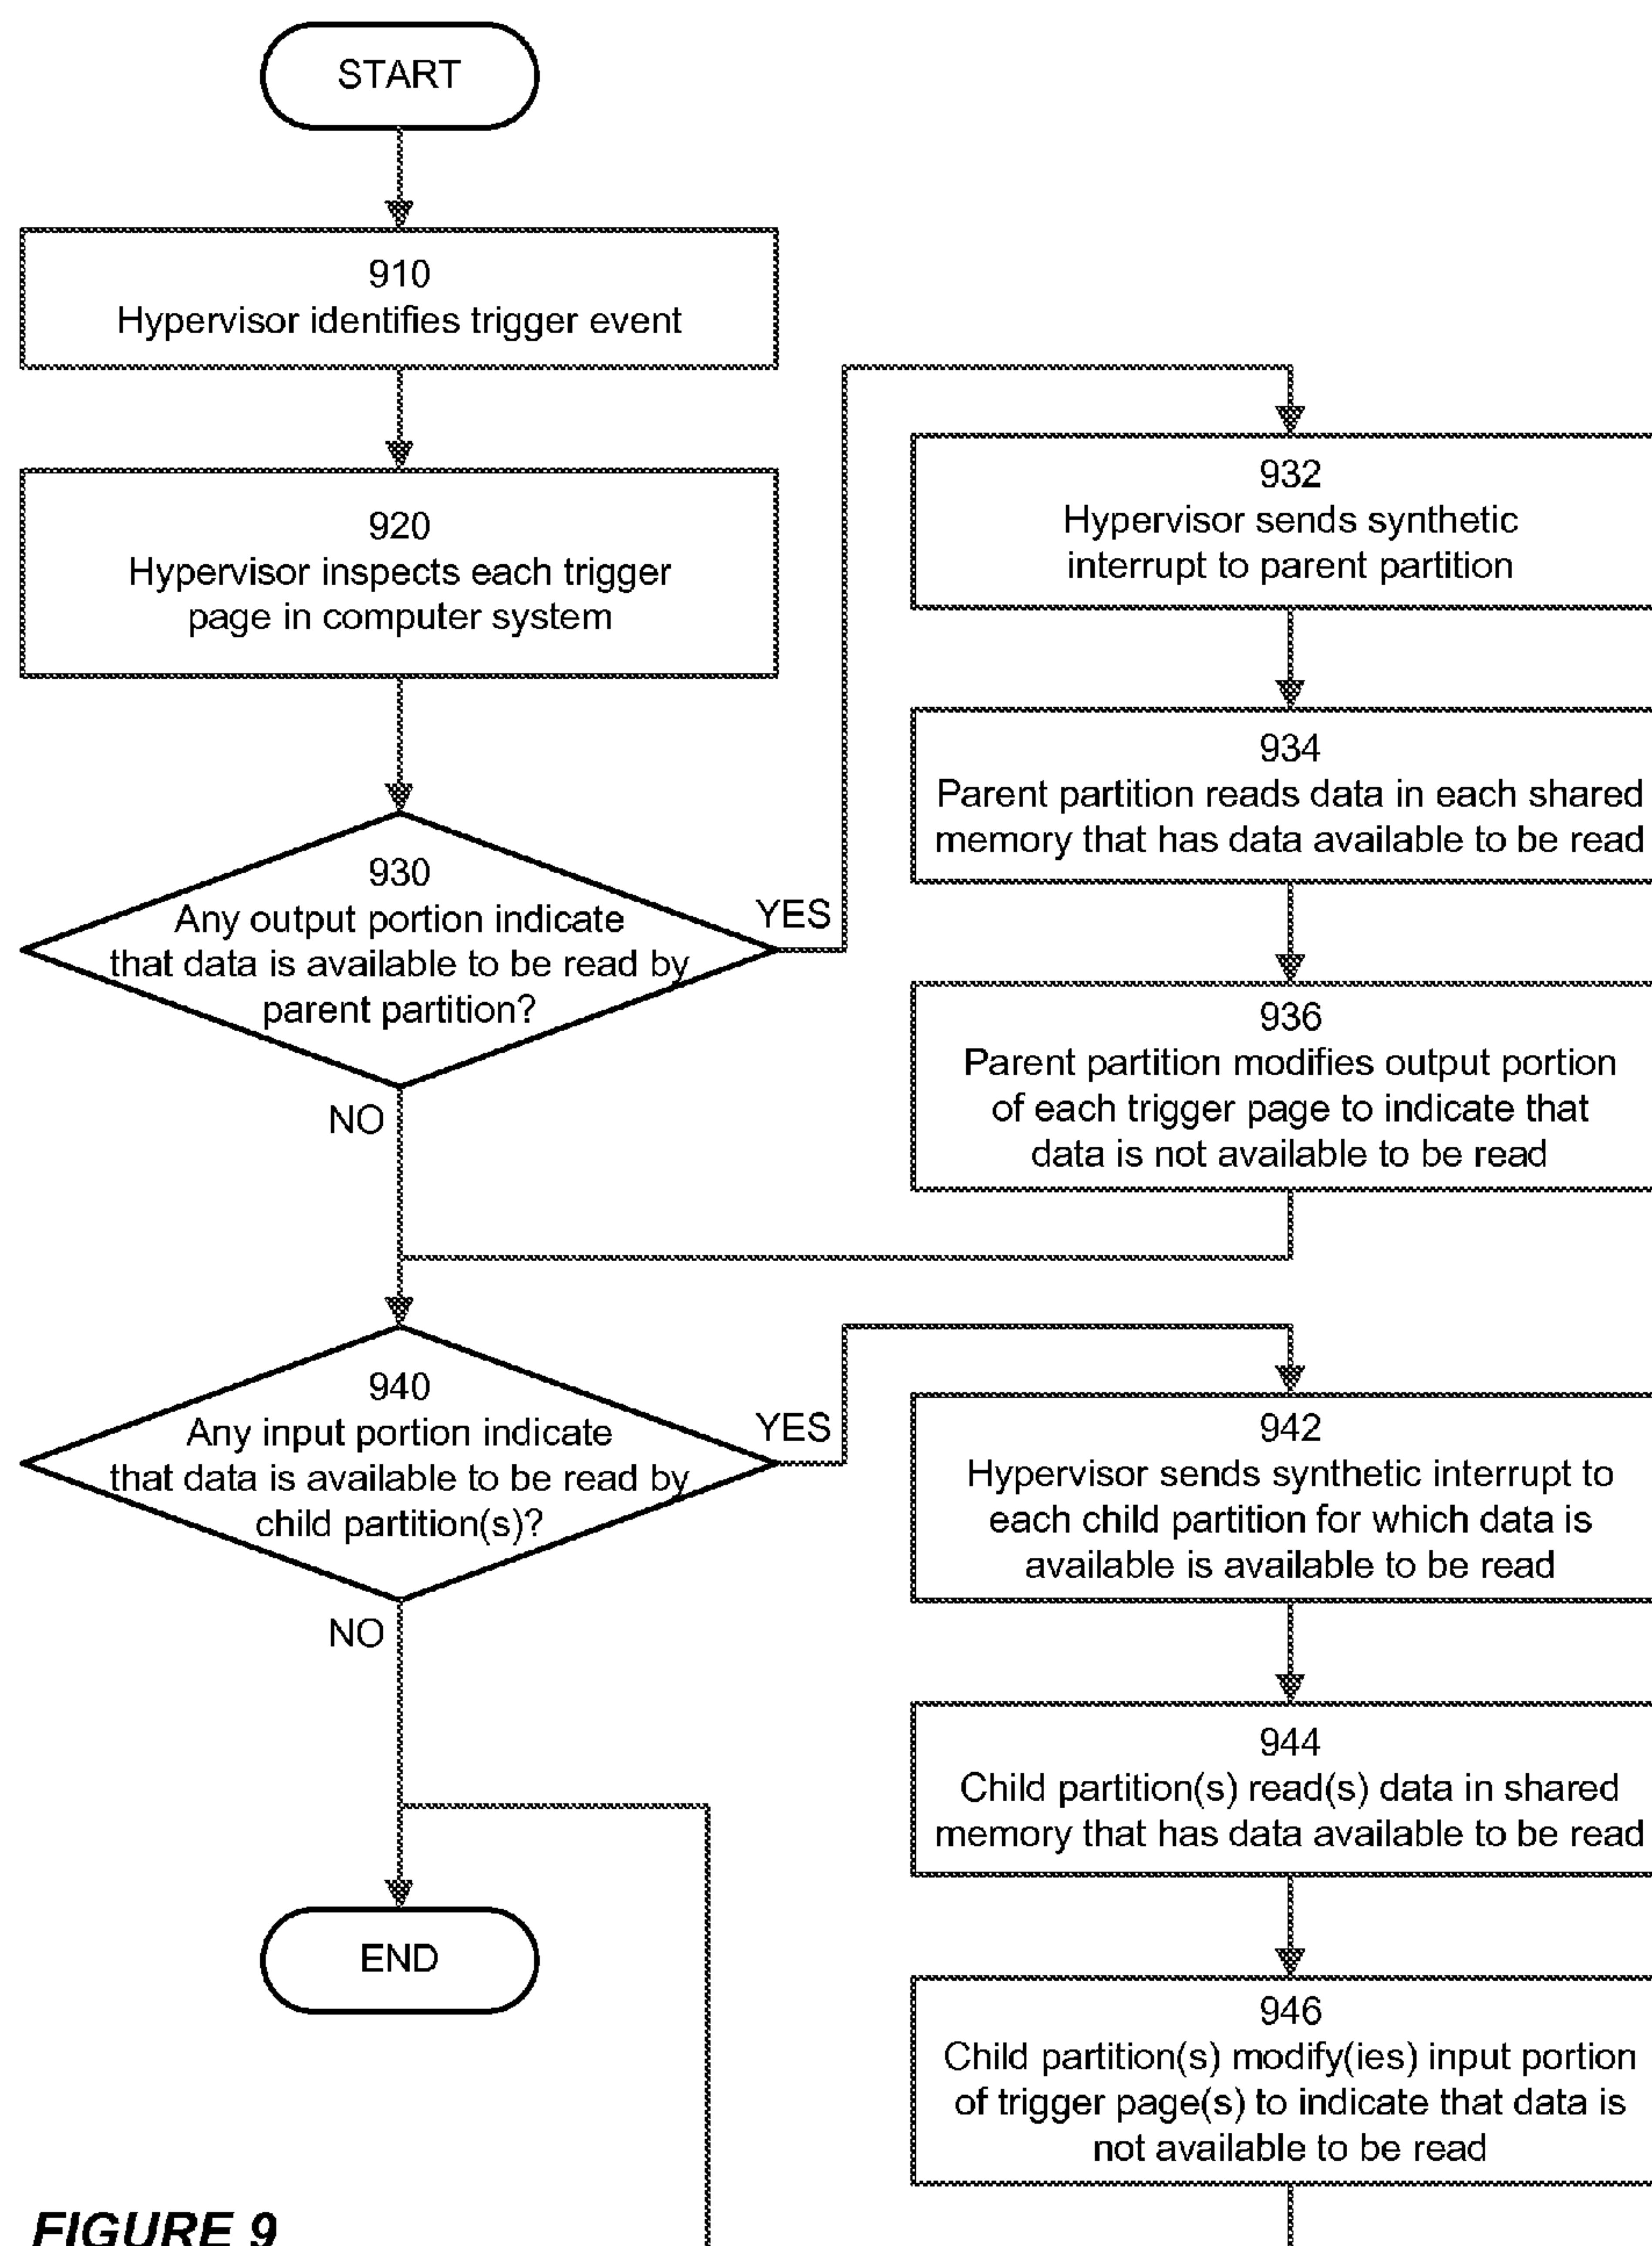 START
910
Hypervisor identifies trigger event
920
Hypervisor inspects each trigger
page in computer system
930
Any output portion indicate
that data is available to be read by
parent partition?
YES
NO
932
Hypervisor sends synthetic
interrupt to parent partition
934
Parent partition reads data in each shared
memory that has data available to be read
936
Parent partition modifies output portion
of each trigger page to indicate that
data is not available to be read
940
Any input portion indicate
that data is available to be read by
child partition(s)?
YES
NO
942
Hypervisor sends synthetic interrupt to
each child partition for which data is
available is available to be read
944
Child partition(s) read(s) data in shared
memory that has data available to be read
946
Child partition(s) modify(ies) input portion
of trigger page(s) to indicate that data is
not available to be read
END
FIGURE 9